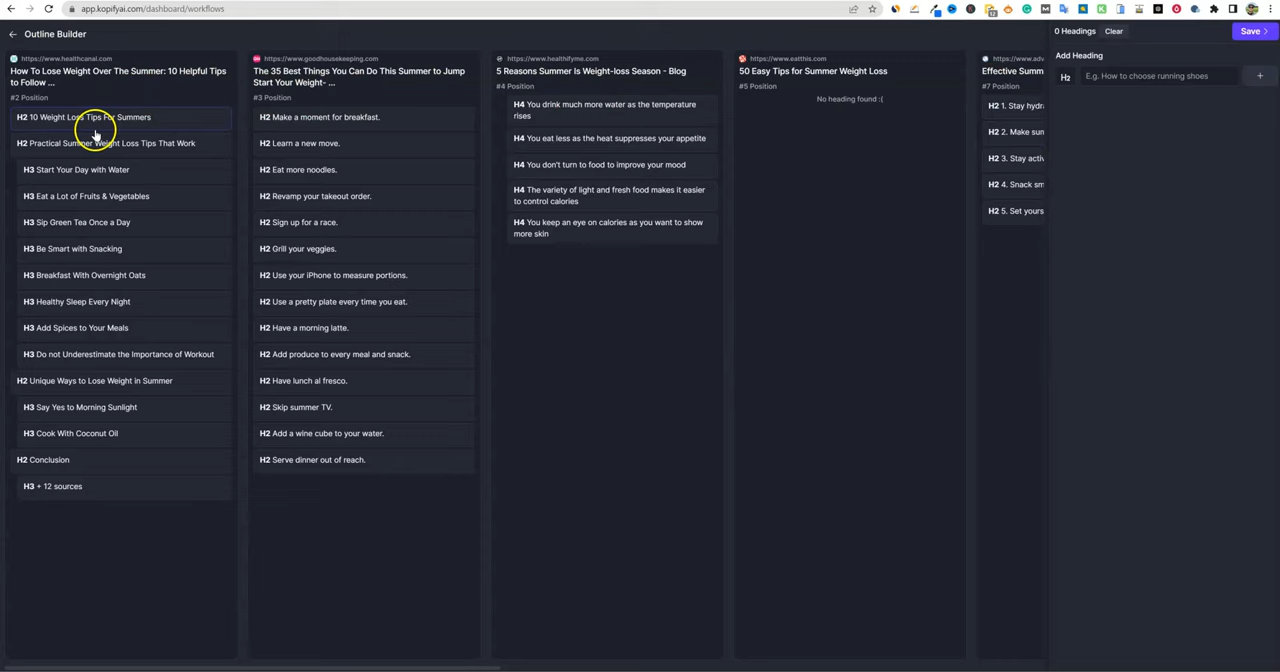 app.kopifyai.com/dashboard/workflows
Outline Builder
https://www.healthcanal.com
How To Lose Weight Over The Summer: 10 Helpful Tips
to Follow ...
#2 Position
H2 10 Weight Loss Tips For Summers
H2 Practical Summer Weight Loss Tips That Work
H3 Start Your Day with Water
H3 Eat a Lot of Fruits & Vegetables
H3 Sip Green Tea Once a Day
H3 Be Smart with Snacking
H3 Breakfast With Overnight Oats
H3 Healthy Sleep Every Night
H3 Add Spices to Your Meals
H3 Do not Underestimate the Importance of Workout
H2 Unique Ways to Lose Weight in Summer
H3 Say Yes to Morning Sunlight
H3 Cook With Coconut Oil
H2 Conclusion
H3 + 12 sources
https://www.goodhousekeeping.com
The 35 Best Things You Can Do This Summer to Jump
Start Your Weight- ...
#3 Position
H2 Make a moment for breakfast.
H2 Learn a new move.
H2 Eat more noodles.
H2 Revamp your takeout order.
H2 Sign up for a race.
H2 Grill your veggies.
H2 Use your iPhone to measure portions.
H2 Use a pretty plate every time you eat.
H2 Have a morning latte.
H2 Add produce to every meal and snack.
H2 Have lunch al fresco.
H2 Skip summer TV.
H2 Add a wine cube to your water.
H2 Serve dinner out of reach.
https://www.healthifyme.com
5 Reasons Summer Is Weight-loss Season - Blog
#4 Position
H4 You drink much more water as the temperature
rises
H4 You eat less as the heat suppresses your appetite
H4 You don't turn to food to improve your mood
H4 The variety of light and fresh food makes it easier
to control calories
H4 You keep an eye on calories as you want to show
more skin
https://www.eatthis.com
50 Easy Tips for Summer Weight Loss
#5 Position
No heading found :(
https://www.adv
Effective Summ
#7 Position
H2 1. Stay hydra
H2 2. Make sun
H2 3. Stay activ
H2 4. Snack sm
H2 5. Set yours
0 Headings
Clear
Save
Add Heading
H2
E.g. How to choose running shoes